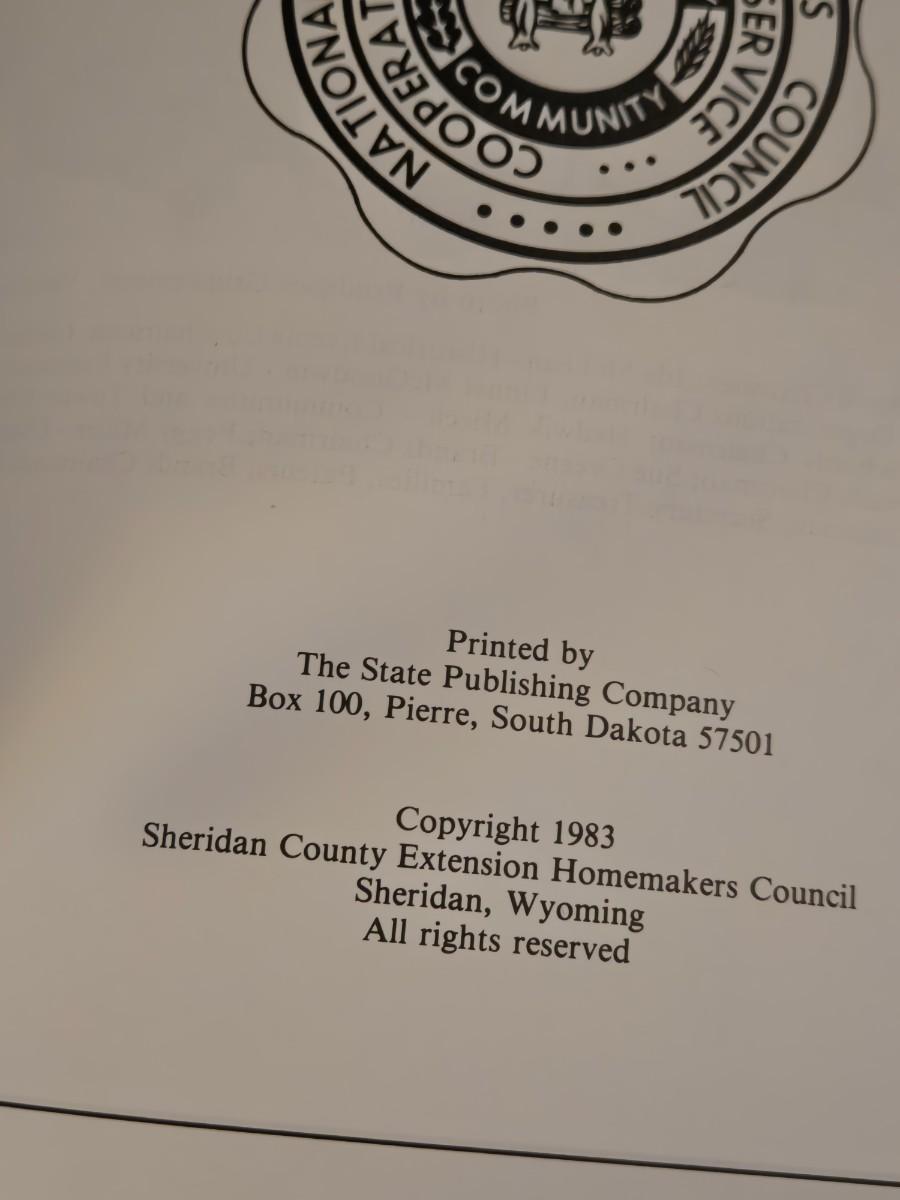 NATIONA
COUNCIL
COOPERAT
SERVICE
COMMUNITY
Printed by
The State Publishing Company
Box 100, Pierre, South Dakota 57501
Copyright 1983
Sheridan County Extension Homemakers Council
Sheridan, Wyoming
All rights reserved